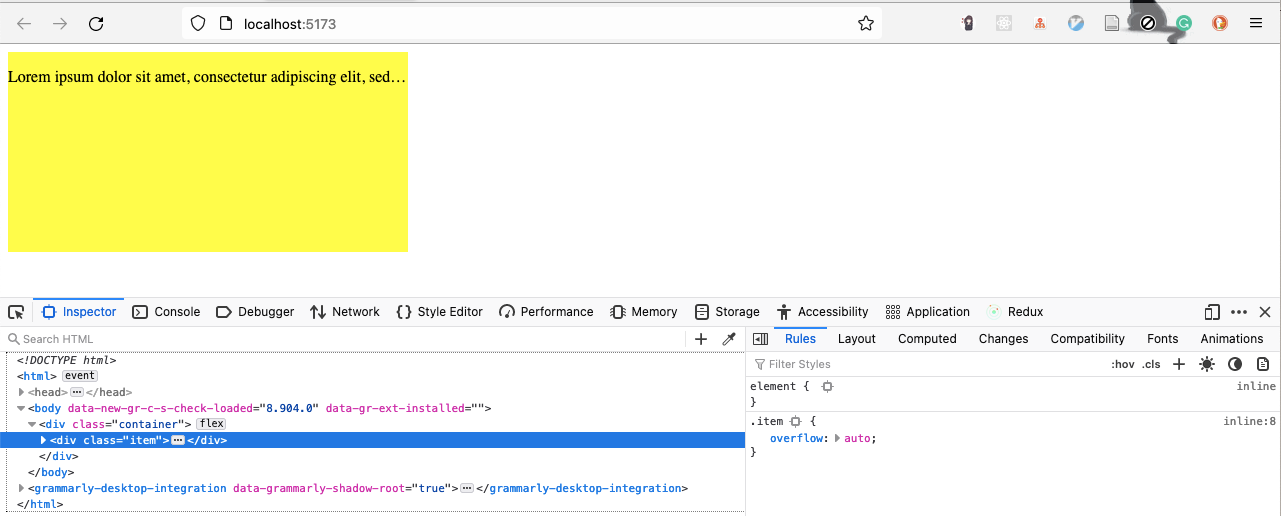 localhost:5173
Lorem ipsum dolor sit amet, consectetur adipiscing elit, sed…
Inspector Console Debugger Network Style Editor Performance Memory Storage Accessibility Application Redux
Search HTML
Rules Layout Computed Changes Compatibility Fonts Animations
<!DOCTYPE html>
<html> event
<head> ··· </head>
<body data-new-gr-c-s-check-loaded="8.904.0" data-gr-ext-installed="">
<div class="container"> flex
<div class="item"> ··· </div>
</div>
</body>
<grammarly-desktop-integration data-grammarly-shadow-root="true"> ··· </grammarly-desktop-integration>
</html>
Filter Styles :hov .cls
element { inline
}
.item { inline:8
overflow: auto;
}